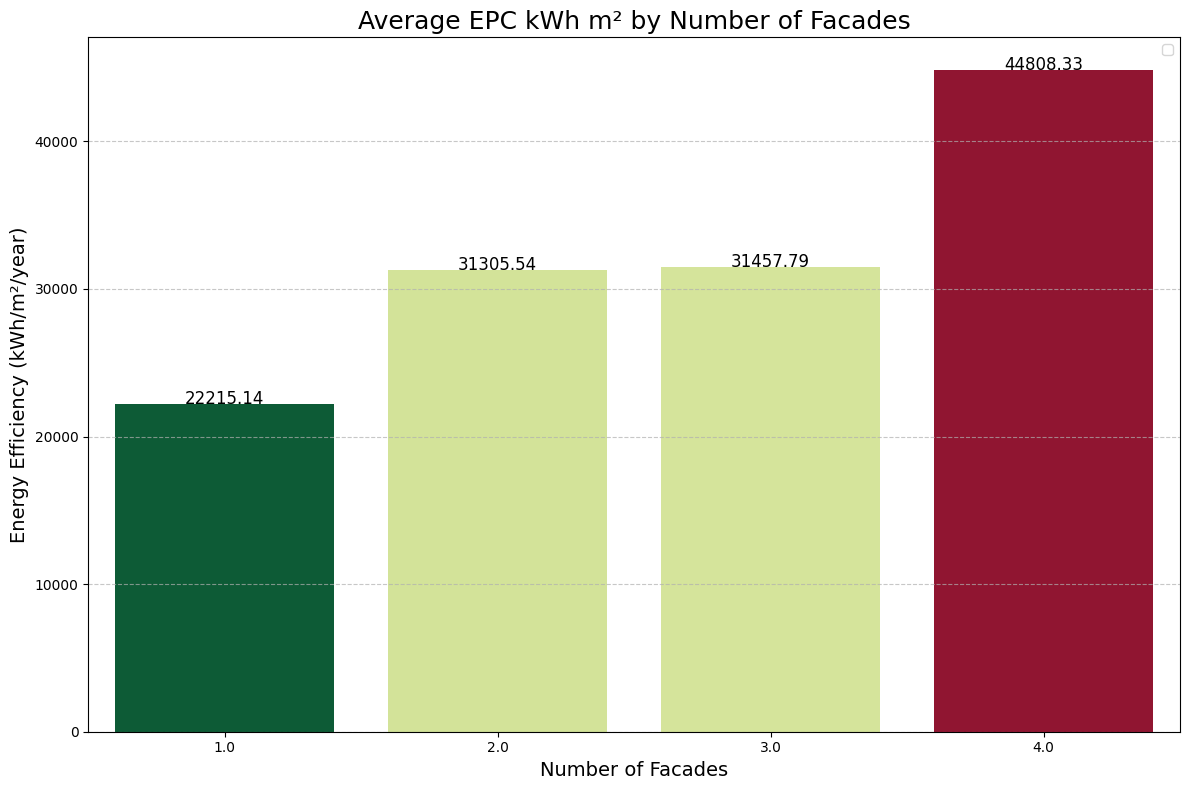 Average EPC kWh m² by Number of Facades
44808.33
31457.79
31305.54
22215.14
Energy Efficiency (kWh/m²/year)
40000
30000
20000
10000
0
1.0 2.0 3.0 4.0
Number of Facades